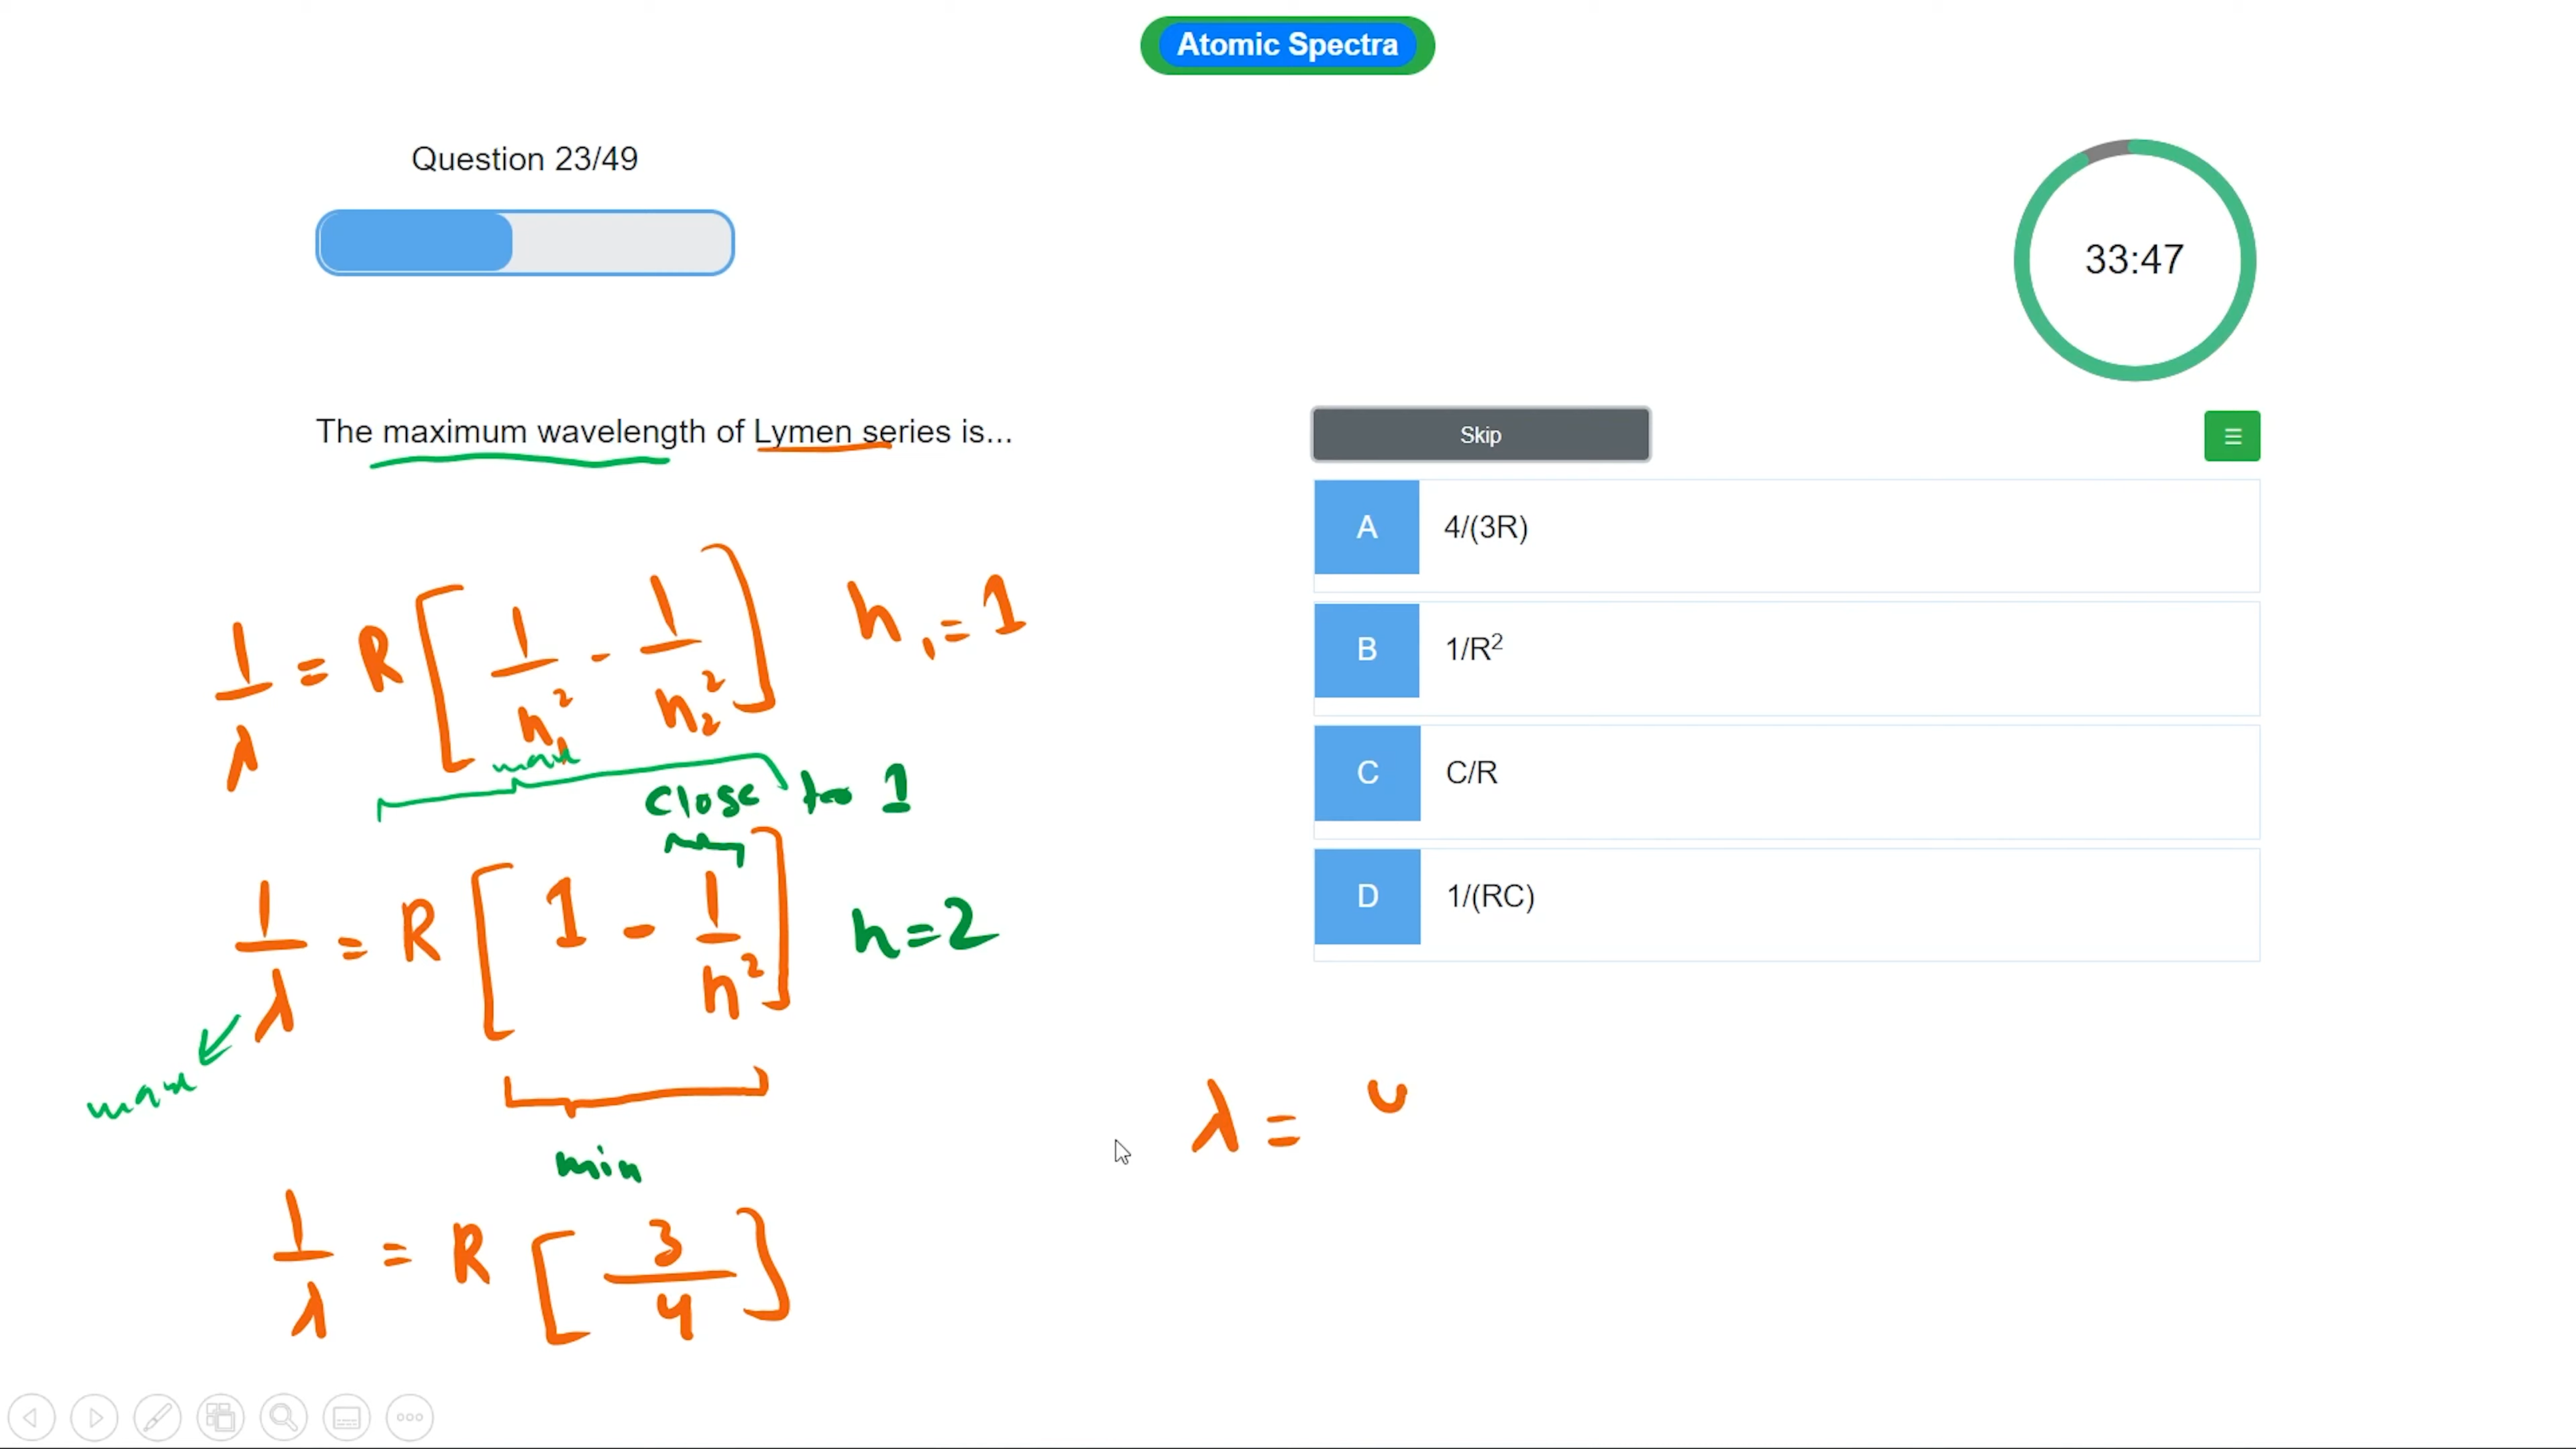 Atomic Spectra
Question 23/49
33:47
The maximum wavelength of Lymen series is...
Skip
A 4/(3R)
B 1/R²
C C/R
D 1/(RC)
1/λ = R [ 1/n₁² - 1/n₂² ] n₁ = 1
max
close to 1
1/λ = R [ 1 - 1/n² ] n=2
max
min
1/λ = R [ 3/4 ]
λ =